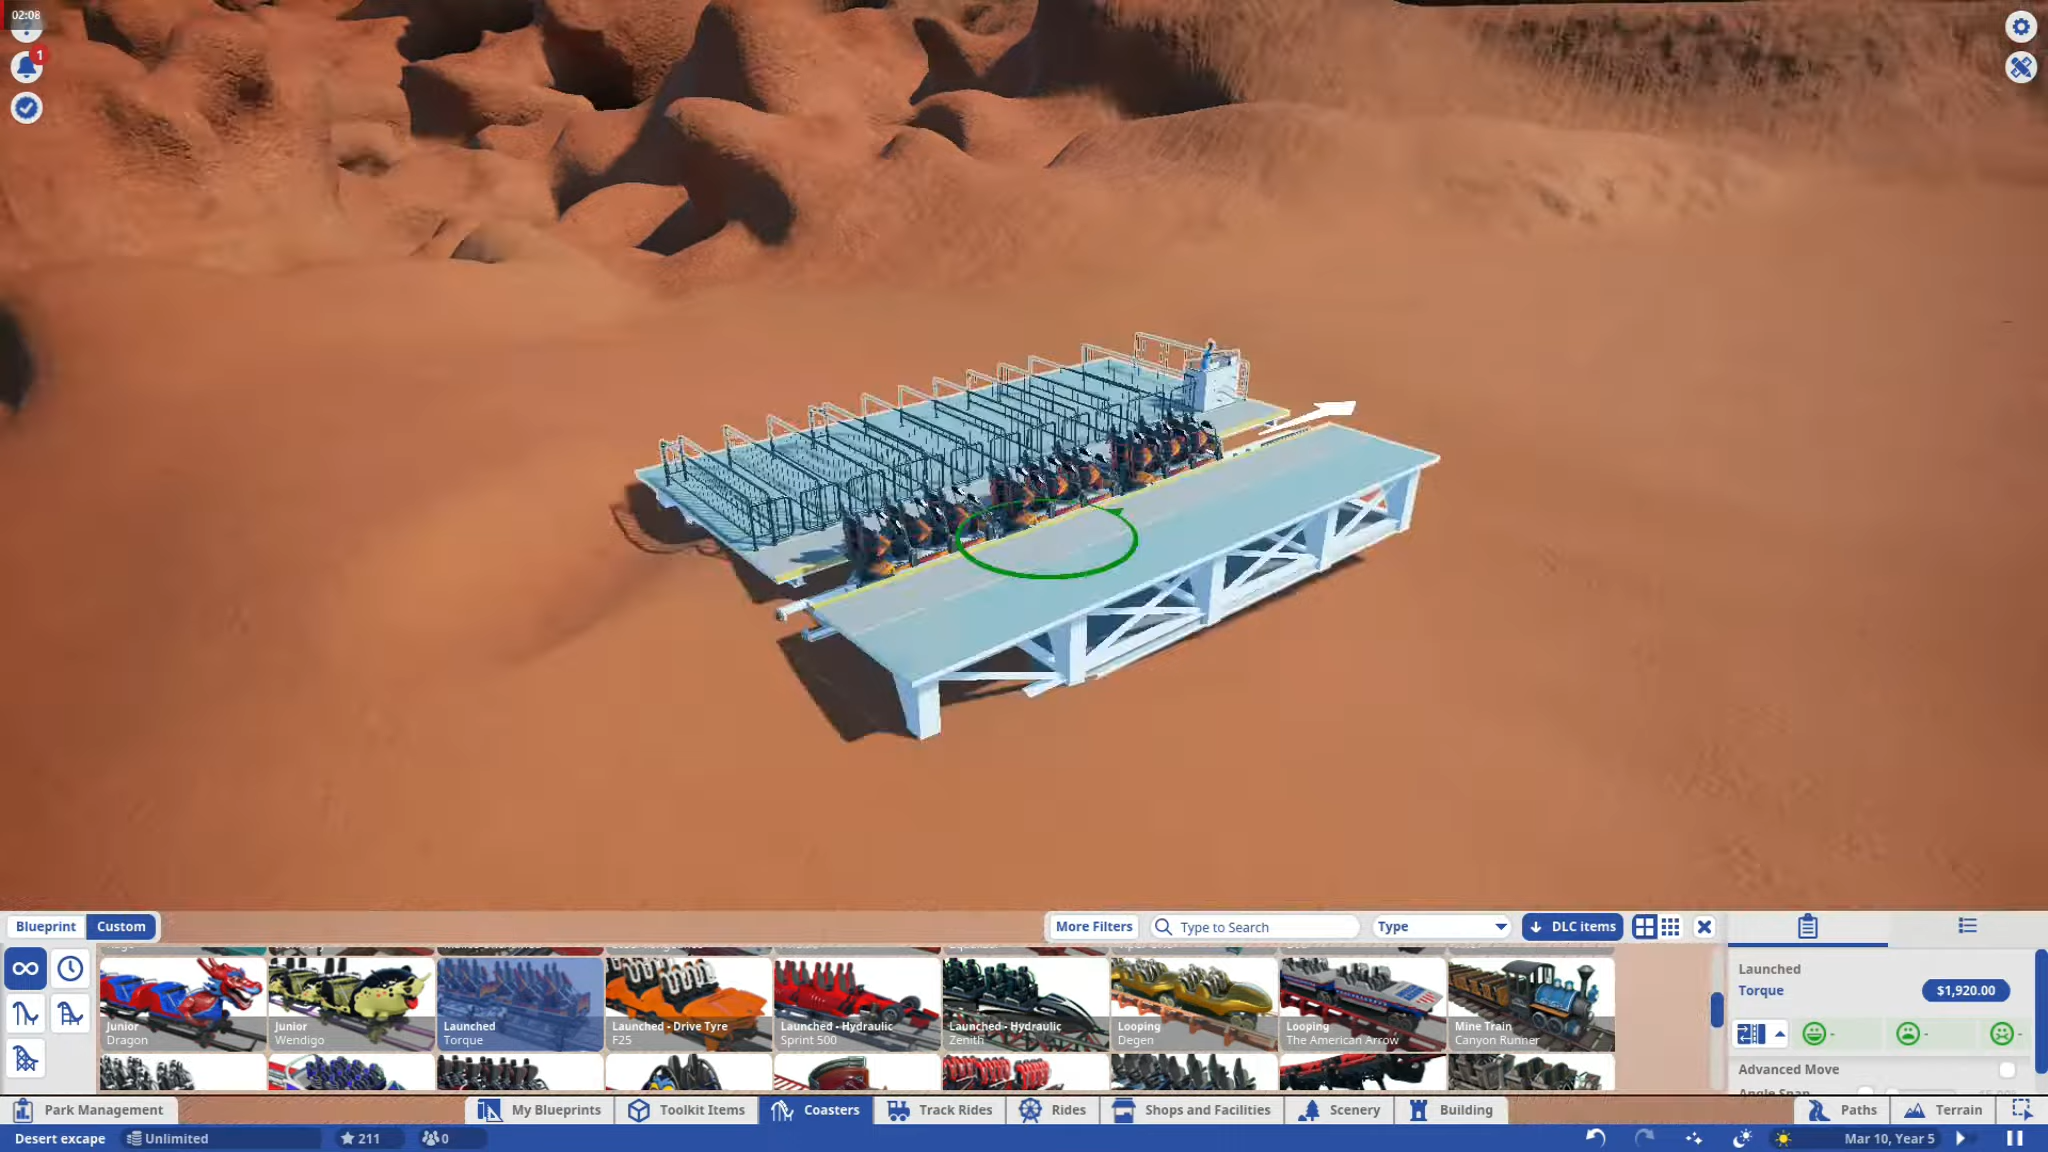 02:08
1
Blueprint
Custom
More Filters
Type to Search
Type
DLC items
Junior
Dragon
Junior
Wendigo
Launched
Torque
Launched - Drive Tyre
F25
Launched - Hydraulic
Sprint 500
Launched - Hydraulic
Zenith
Looping
Degen
Looping
The American Arrow
Mine Train
Canyon Runner
Launched
Torque
$1,920.00
-
-
-
Advanced Move
Park Management
My Blueprints
Toolkit Items
Coasters
Track Rides
Rides
Shops and Facilities
Scenery
Building
Paths
Terrain
Desert excape
Unlimited
211
0
Mar 10, Year 5